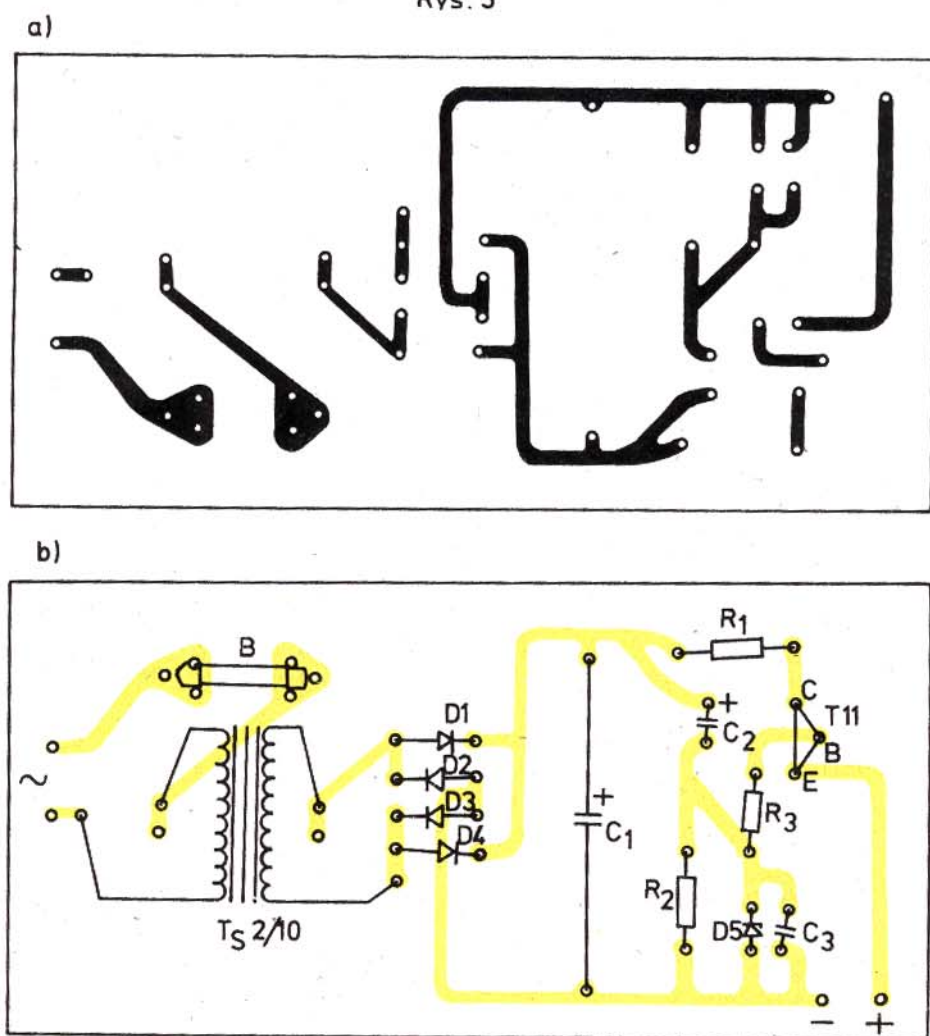 Rys. 5
a)
b)
B
R1
D1
C
T11
+
C2
B
D2
~
E
D3
+
R3
C1
D4
R2
TS 2/10
D5
C3
- +